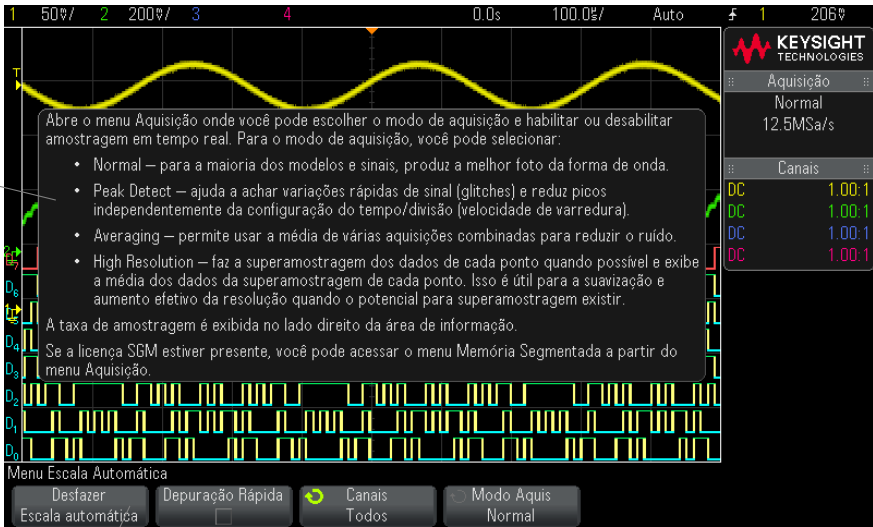 1 50⩒/ 2 200⩒/ 3 4 0.0s 100.0⩒/ Auto 1 206⩒
KEYSIGHT
TECHNOLOGIES
Aquisição
Normal
12.5MSa/s
Canais
DC 1.00:1
DC 1.00:1
DC 1.00:1
DC 1.00:1
T
Abre o menu Aquisição onde você pode escolher o modo de aquisição e habilitar ou desabilitar
amostragem em tempo real. Para o modo de aquisição, você pode selecionar:
• Normal – para a maioria dos modelos e sinais, produz a melhor foto da forma de onda.
• Peak Detect – ajuda a achar variações rápidas de sinal (glitches) e reduz picos
independentemente da configuração do tempo/divisão (velocidade de varredura).
• Averaging – permite usar a média de várias aquisições combinadas para reduzir o ruído.
• High Resolution – faz a superamostragem dos dados de cada ponto quando possível e exibe
a média dos dados da superamostragem de cada ponto. Isso é útil para a suavização e
aumento efetivo da resolução quando o potencial para superamostragem existir.
A taxa de amostragem é exibida no lado direito da área de informação.
Se a licença SGM estiver presente, você pode acessar o menu Memória Segmentada a partir do
menu Aquisição.
D6
D4
D3
D2
D1
D0
Menu Escala Automática
Desfazer
Escala automática
Depuração Rápida
Canais
Todos
Modo Aquis
Normal